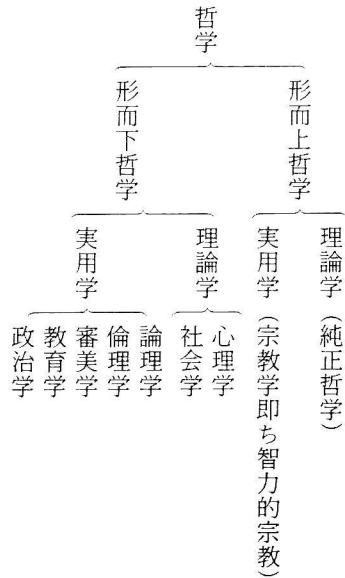 哲学
形而上哲学
理論学（純正哲学）
実用学（宗教学即ち智力的宗教）
形而下哲学
理論学
心理学
社会学
実用学
論理学
倫理学
審美学
教育学
政治学